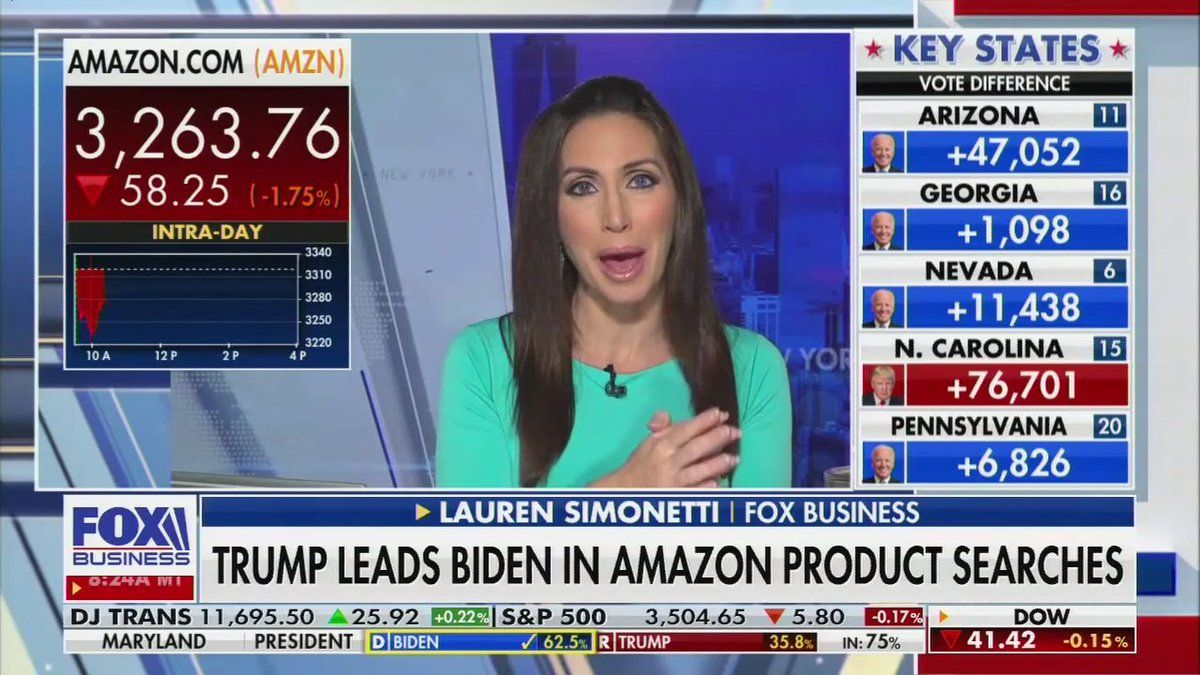 AMAZON.COM (AMZN)
3,263.76
58.25 (-1.75%)
INTRA-DAY
3340
3310
3280
3250
3220
10 A 12 P 2 P 4 P
NEW YORK
NEW YOR
KEY STATES
VOTE DIFFERENCE
ARIZONA 11
+47,052
GEORGIA 16
+1,098
NEVADA 6
+11,438
N. CAROLINA 15
+76,701
PENNSYLVANIA 20
+6,826
LAUREN SIMONETTI | FOX BUSINESS
FOX
BUSINESS
8:24A MT
TRUMP LEADS BIDEN IN AMAZON PRODUCT SEARCHES
DJ TRANS 11,695.50 25.92 +0.22% S&P 500 3,504.65 5.80 -0.17%
DOW
41.42 -0.15%
MARYLAND PRESIDENT D BIDEN ✓ 62.5% R TRUMP 35.8% IN: 75%